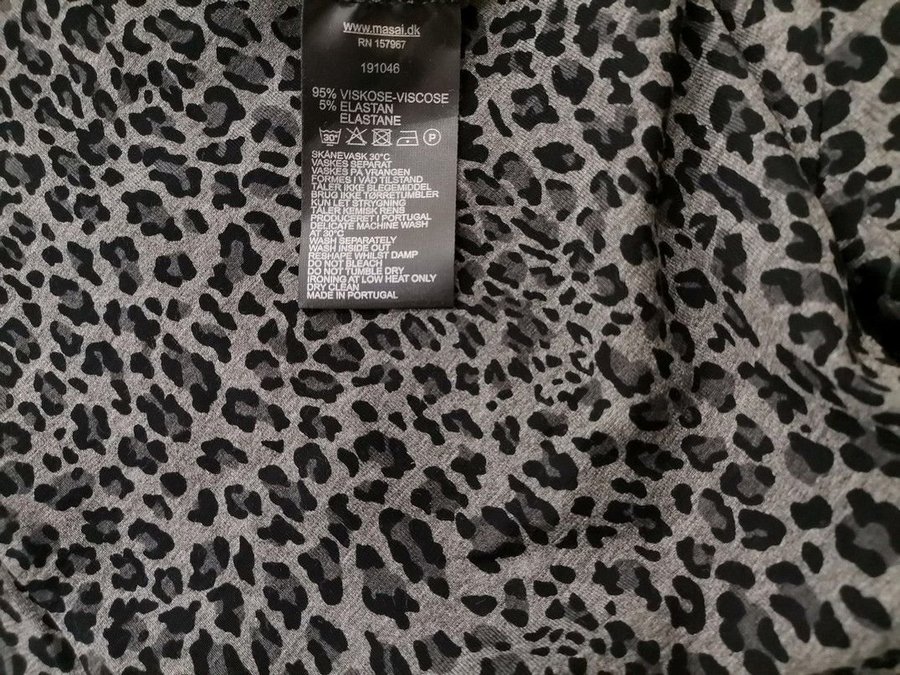 www.masai.dk
RN 157967
191046
95% VISKOSE-VISCOSE
5% ELASTAN
ELASTANE
30° P
SKÅNEVASK 30°C
VASKES SEPARAT
VASKES PÅ VRANGEN
FORMES I VÅD TILSTAND
TÅLER IKKE BLEGEMIDDEL
BRUG IKKE TØRRETUMBLER
KUN LET STRYGNING
TÅLER KEMISK RENS
PRODUCERET I PORTUGAL
DELICATE MACHINE WASH
AT 30°C
WASH SEPARATELY
WASH INSIDE OUT
RESHAPE WHILST DAMP
DO NOT BLEACH
DO NOT TUMBLE DRY
IRONING AT LOW HEAT ONLY
DRY CLEAN
MADE IN PORTUGAL